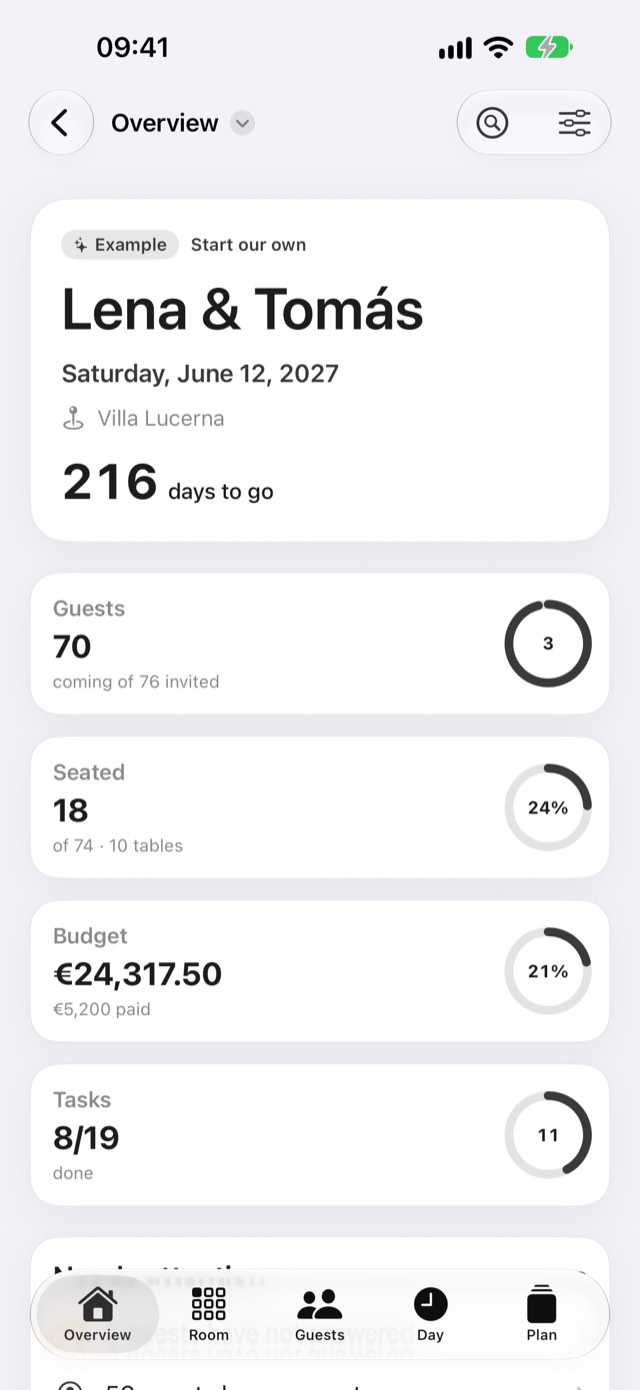 09:41
Overview
Example Start our own
Lena & Tomás
Saturday, June 12, 2027
Villa Lucerna
216 days to go
Guests
70
coming of 76 invited
3
Seated
18
of 74 · 10 tables
24%
Budget
€24,317.50
€5,200 paid
21%
Tasks
8/19
done
11
Overview Room Guests Day Plan